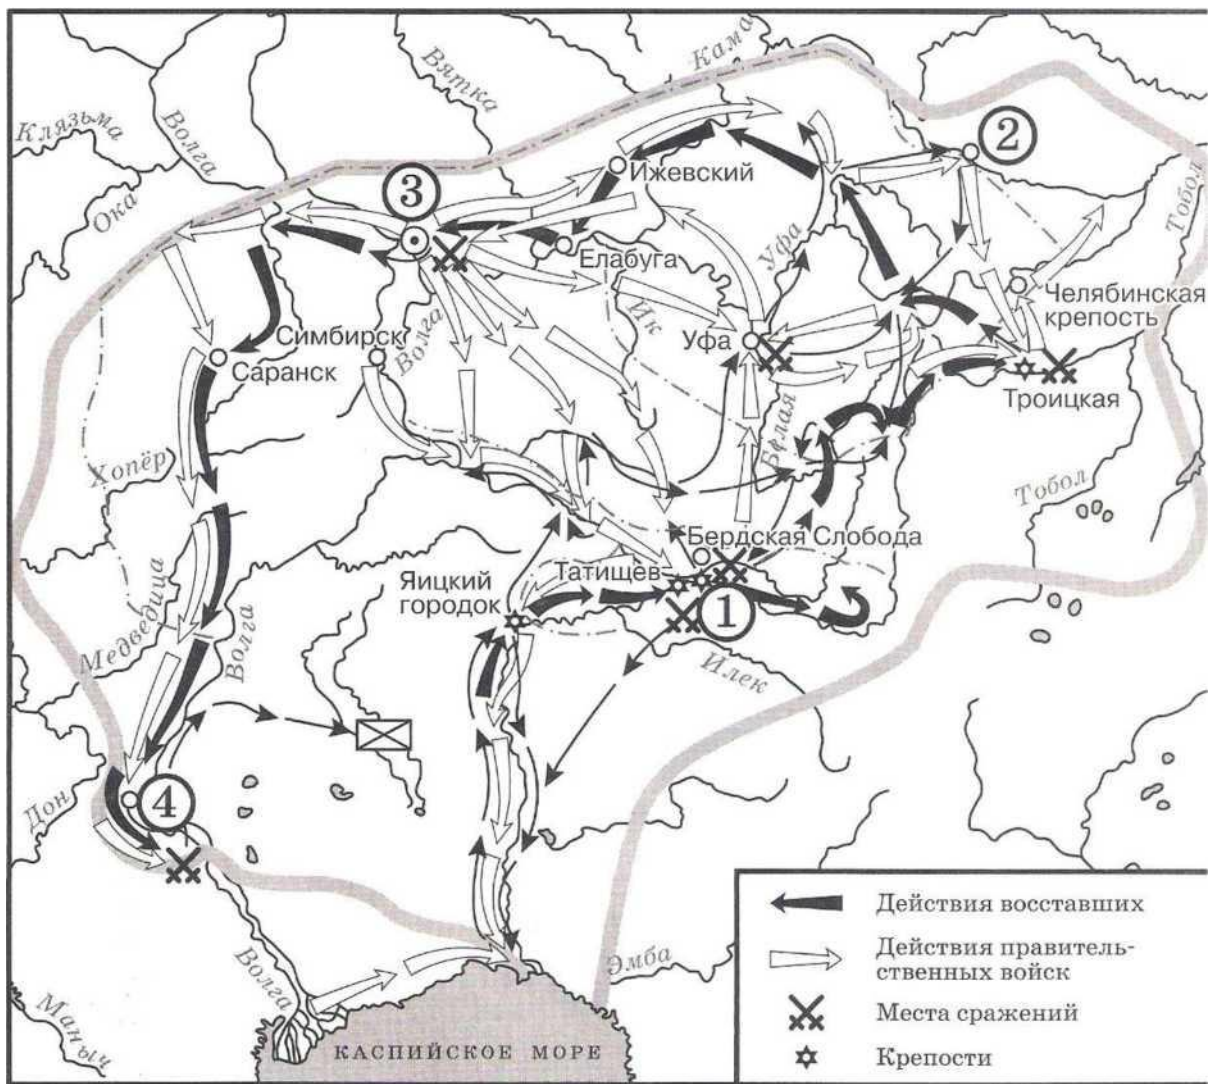 Кама
Вятка
Волга
Клязьма
Ока
2
3
Ижевский
Тобол
Елабуга
Уфа
Челябинская
крепость
Ик
Волга
Симбирск
Саранск
Уфа
Троицкая
Белая
Хопёр
Тобол
Бердская Слобода
Татищев
Яицкий
городок
1
Медведица
Волга
Илек
Дон
4
Волга
Эмба
Маныч
КАСПИЙСКОЕ МОРЕ
Действия восставших
Действия правитель-
ственных войск
Места сражений
Крепости